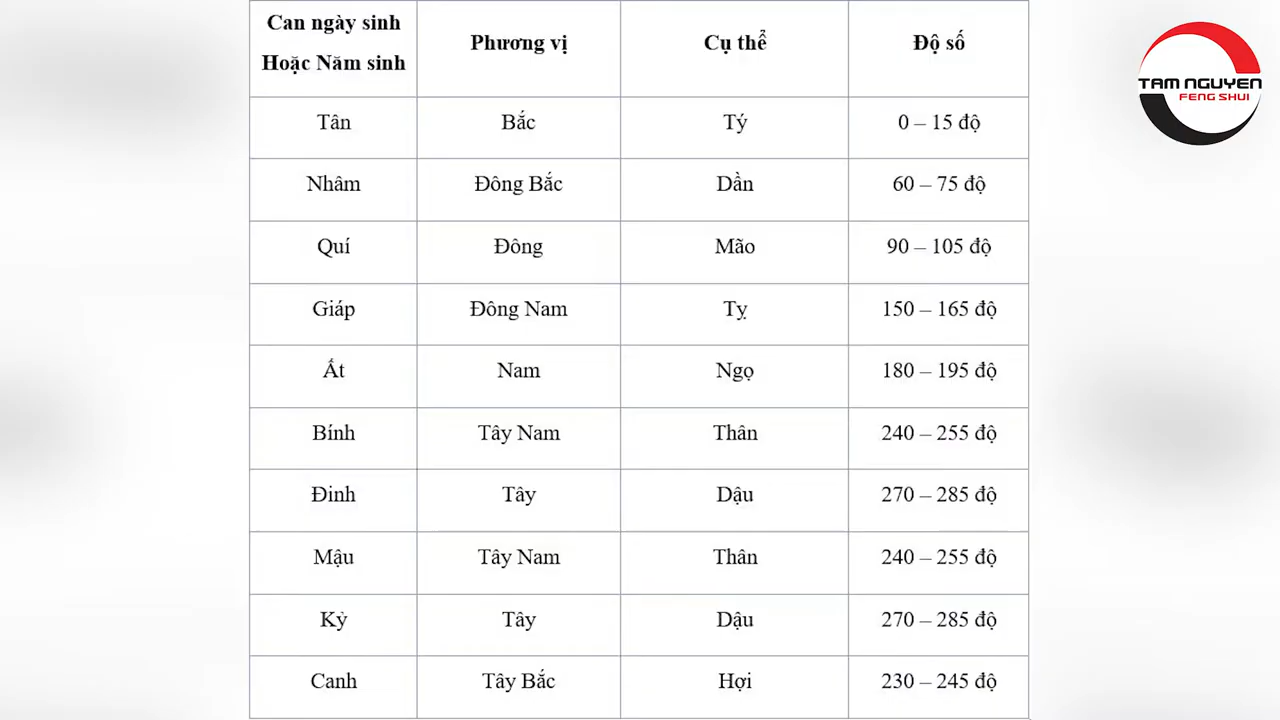 Can ngày sinh
Hoặc Năm sinh
Phương vị
Cụ thể
Độ số
Tân Bắc Tý 0 – 15 độ
Nhâm Đông Bắc Dần 60 – 75 độ
Quí Đông Mão 90 – 105 độ
Giáp Đông Nam Tỵ 150 – 165 độ
Ất Nam Ngọ 180 – 195 độ
Bính Tây Nam Thân 240 – 255 độ
Đinh Tây Dậu 270 – 285 độ
Mậu Tây Nam Thân 240 – 255 độ
Kỷ Tây Dậu 270 – 285 độ
Canh Tây Bắc Hợi 230 – 245 độ
TAM NGUYEN
FENG SHUI